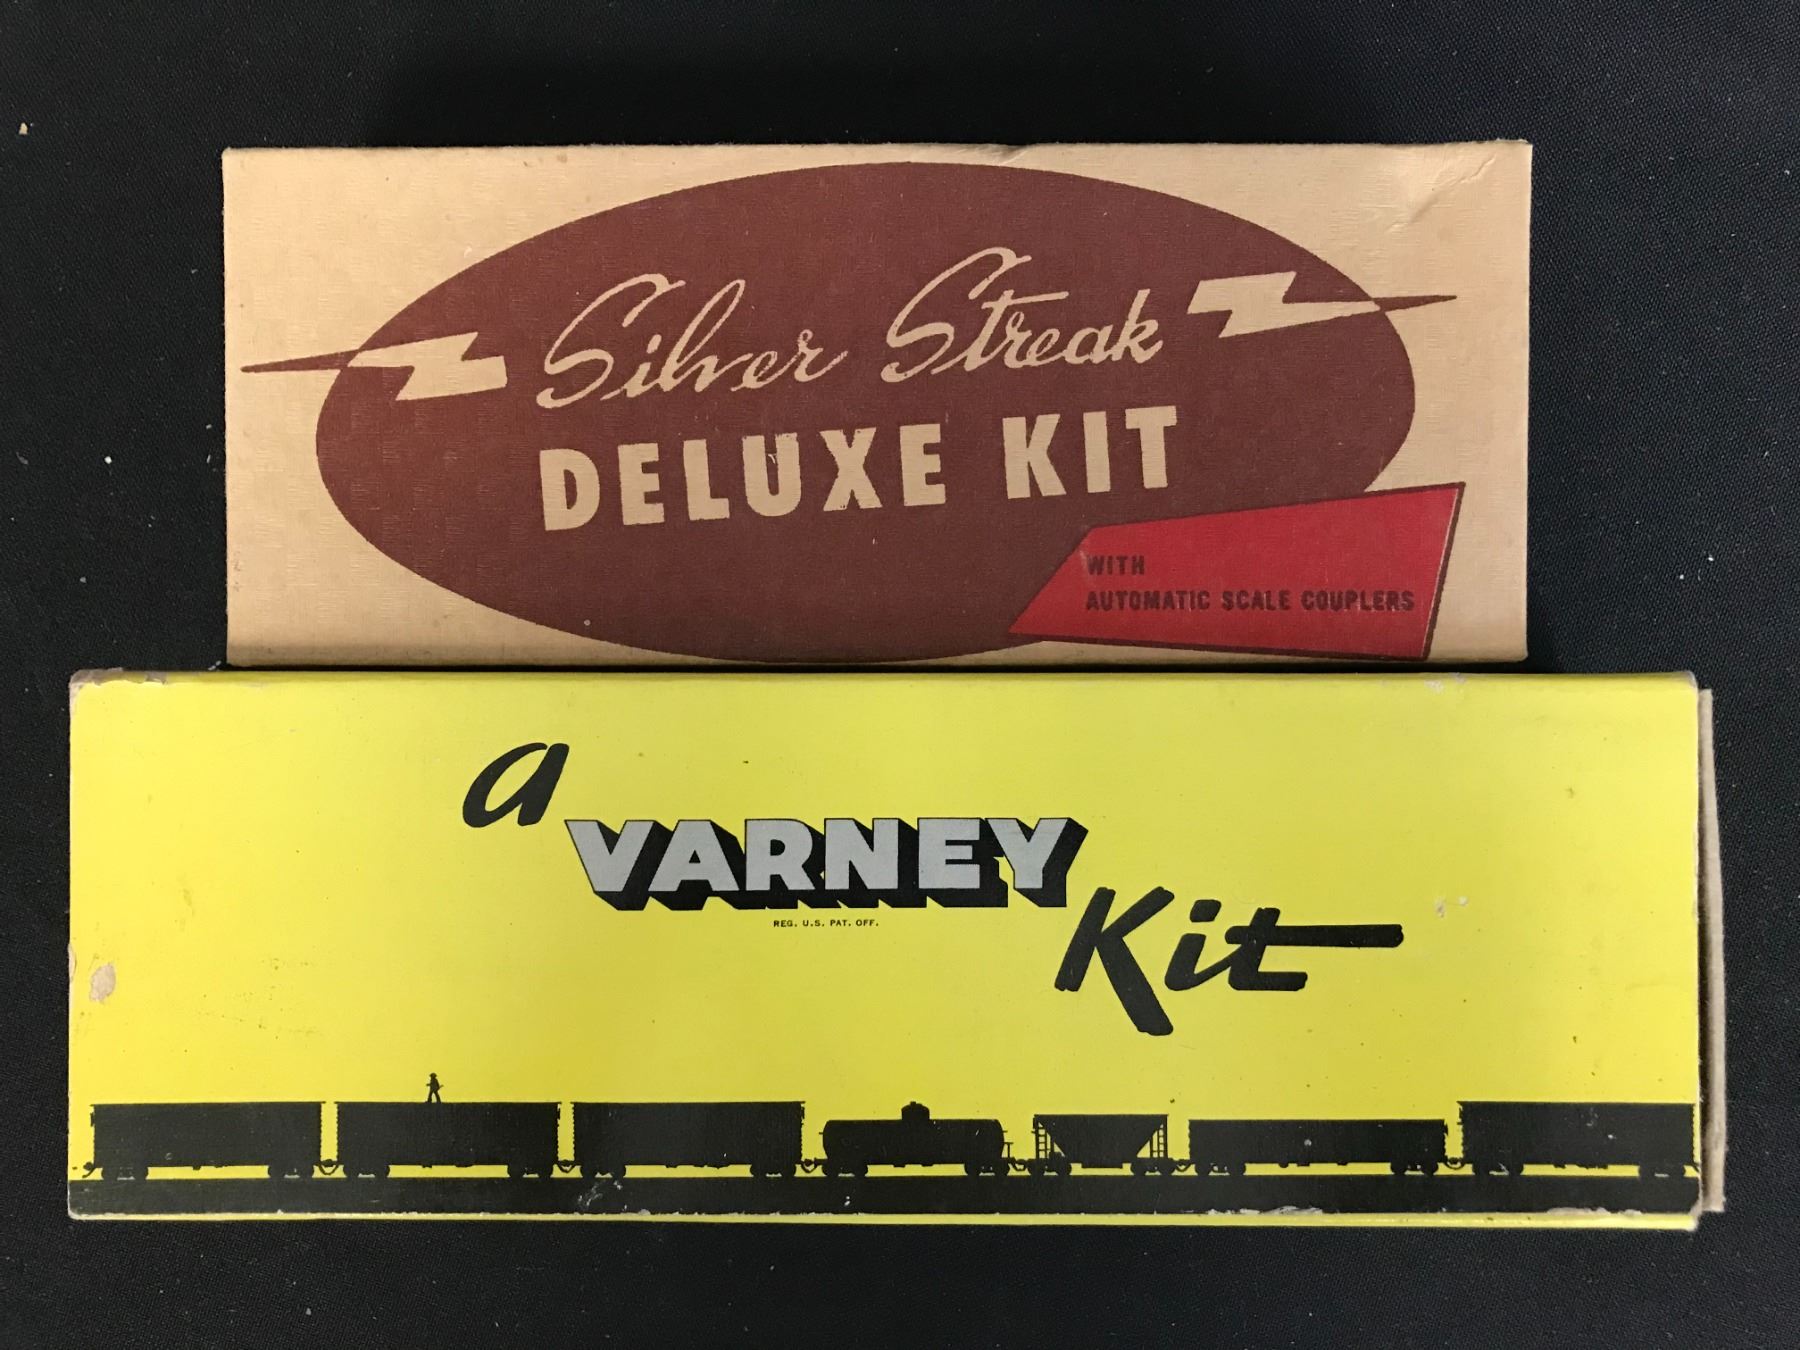 Silver Streak
DELUXE KIT
WITH
AUTOMATIC SCALE COUPLERS
a
VARNEY
REG. U.S. PAT. OFF.
Kit